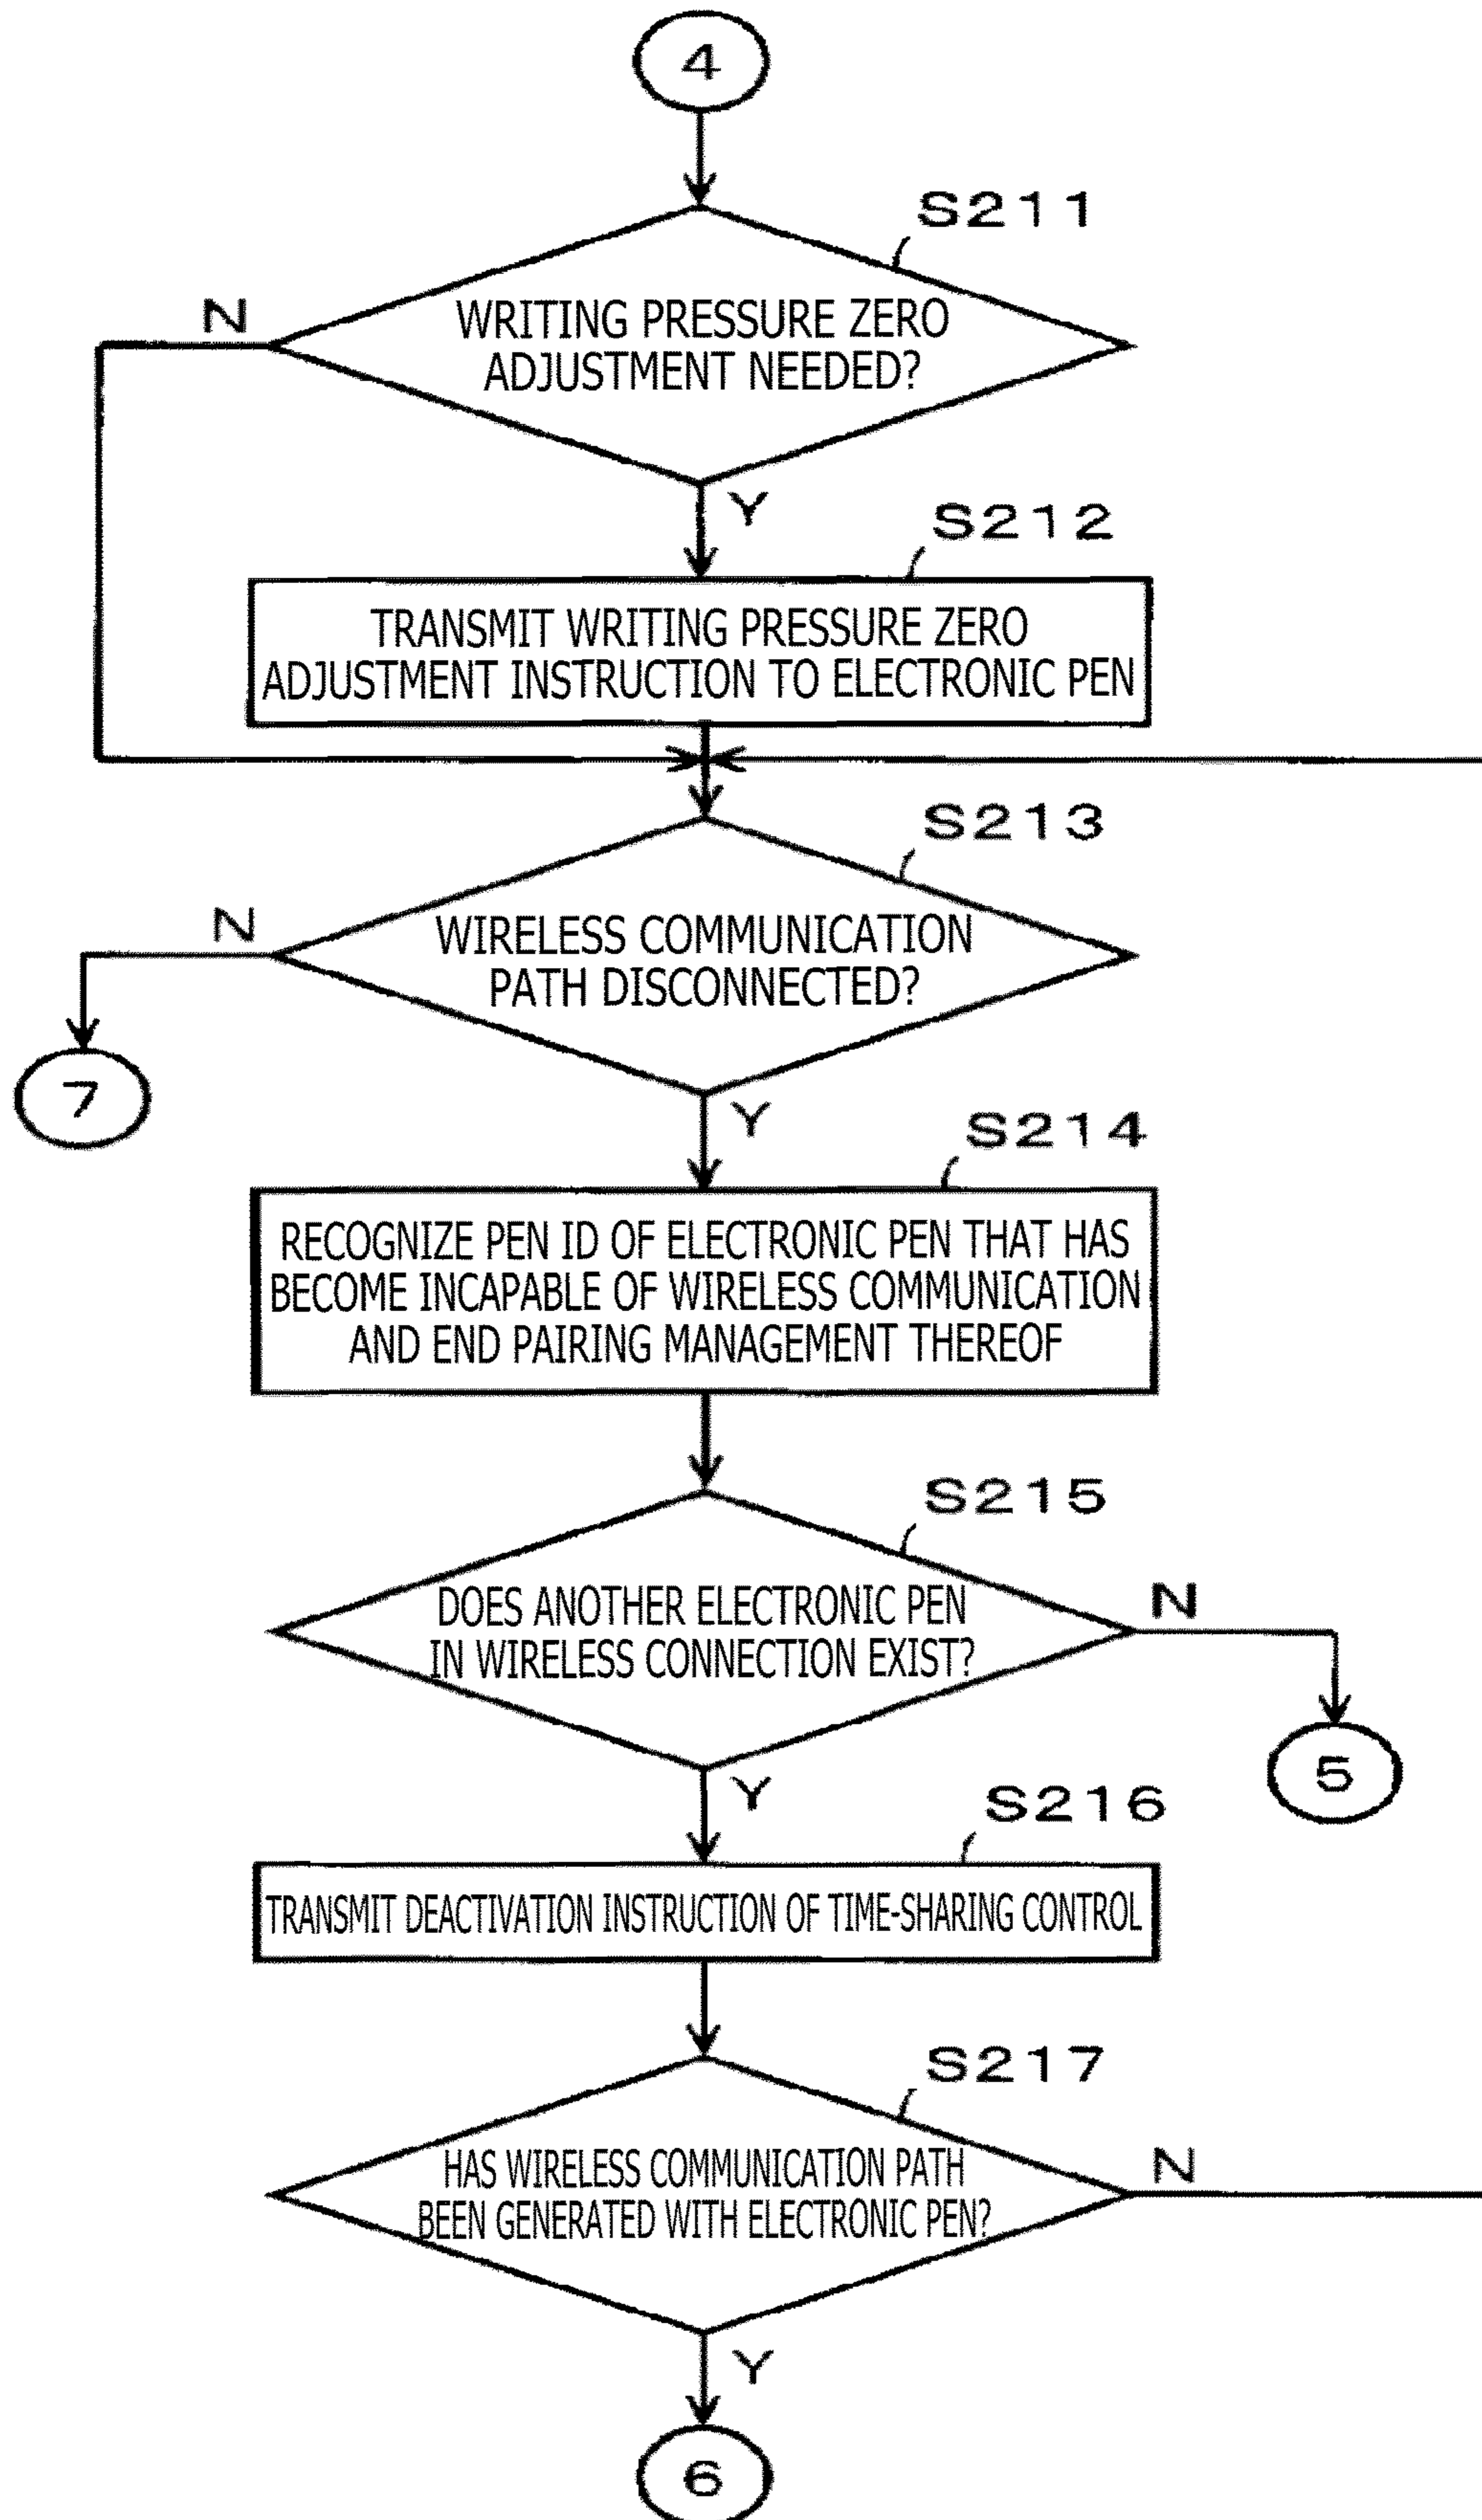 4
S211
N
WRITING PRESSURE ZERO
ADJUSTMENT NEEDED?
Y
S212
TRANSMIT WRITING PRESSURE ZERO
ADJUSTMENT INSTRUCTION TO ELECTRONIC PEN
S213
N
WIRELESS COMMUNICATION
PATH DISCONNECTED?
7
Y
S214
RECOGNIZE PEN ID OF ELECTRONIC PEN THAT HAS
BECOME INCAPABLE OF WIRELESS COMMUNICATION
AND END PAIRING MANAGEMENT THEREOF
S215
DOES ANOTHER ELECTRONIC PEN
IN WIRELESS CONNECTION EXIST?
N
5
Y
S216
TRANSMIT DEACTIVATION INSTRUCTION OF TIME-SHARING CONTROL
S217
HAS WIRELESS COMMUNICATION PATH
BEEN GENERATED WITH ELECTRONIC PEN?
N
Y
6